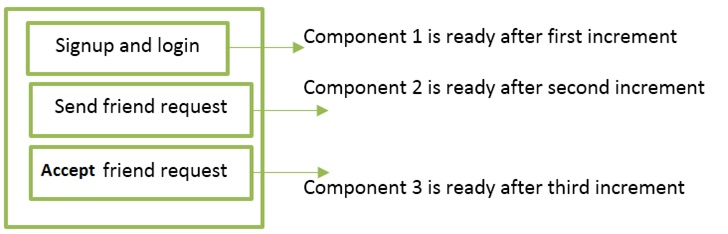 Signup and login
Component 1 is ready after first increment
Send friend request
Component 2 is ready after second increment
Accept friend request
Component 3 is ready after third increment